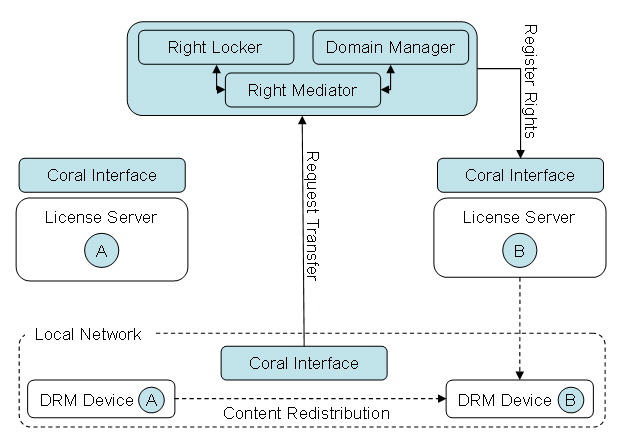 Right Locker
Domain Manager
Right Mediator
Register Rights
Request Transfer
Coral Interface
License Server
A
Coral Interface
License Server
B
Local Network
Coral Interface
DRM Device A
DRM Device B
Content Redistribution